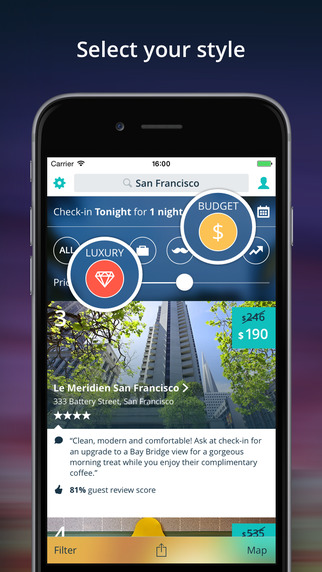 Select your style
Carrier 16:00
San Francisco
Check-in Tonight for 1 night
BUDGET
$
ALL
LUXURY
3
$246
$190
Le Meridien San Francisco
333 Battery Street, San Francisco
“Clean, modern and comfortable! Ask at check-in for
an upgrade to a Bay Bridge view for a gorgeous
morning treat while you enjoy their complimentary
coffee.”
81% guest review score
4
$535
Filter
Map